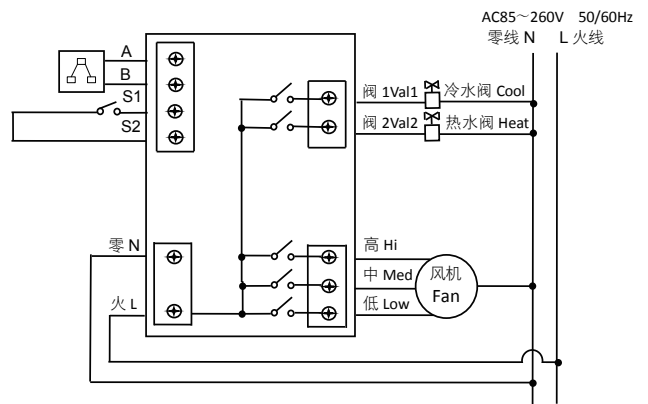 AC85～260V 50/60Hz
零线 N L 火线
A
B
S1
S2
阀 1Val1 冷水阀 Cool
阀 2Val2 热水阀 Heat
零 N
火 L
高 Hi
中 Med
低 Low
风机
Fan